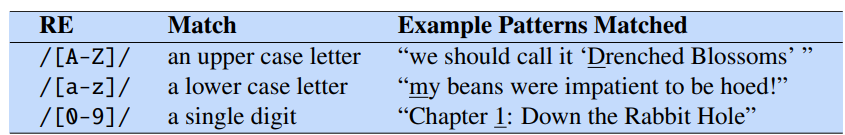 RE Match Example Patterns Matched
/[A-Z]/ an upper case letter “we should call it ‘Drenched Blossoms’ ”
/[a-z]/ a lower case letter “my beans were impatient to be hoed!”
/[0-9]/ a single digit “Chapter 1: Down the Rabbit Hole”